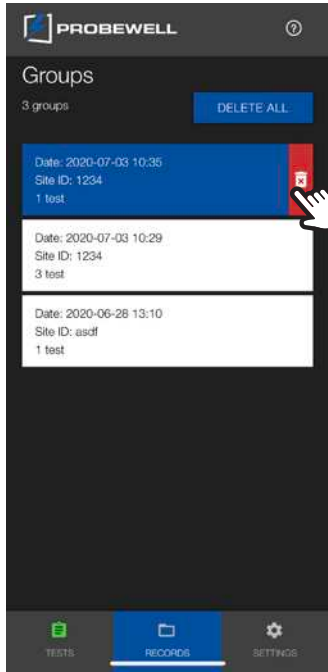 PROBEWELL
Groups
3 groups
DELETE ALL
Date: 2020-07-03 10:35
Site ID: 1234
1 test
Date: 2020-07-03 10:29
Site ID: 1234
3 test
Date: 2020-06-28 13:10
Site ID: asdf
1 test
TESTS
RECORDS
SETTINGS